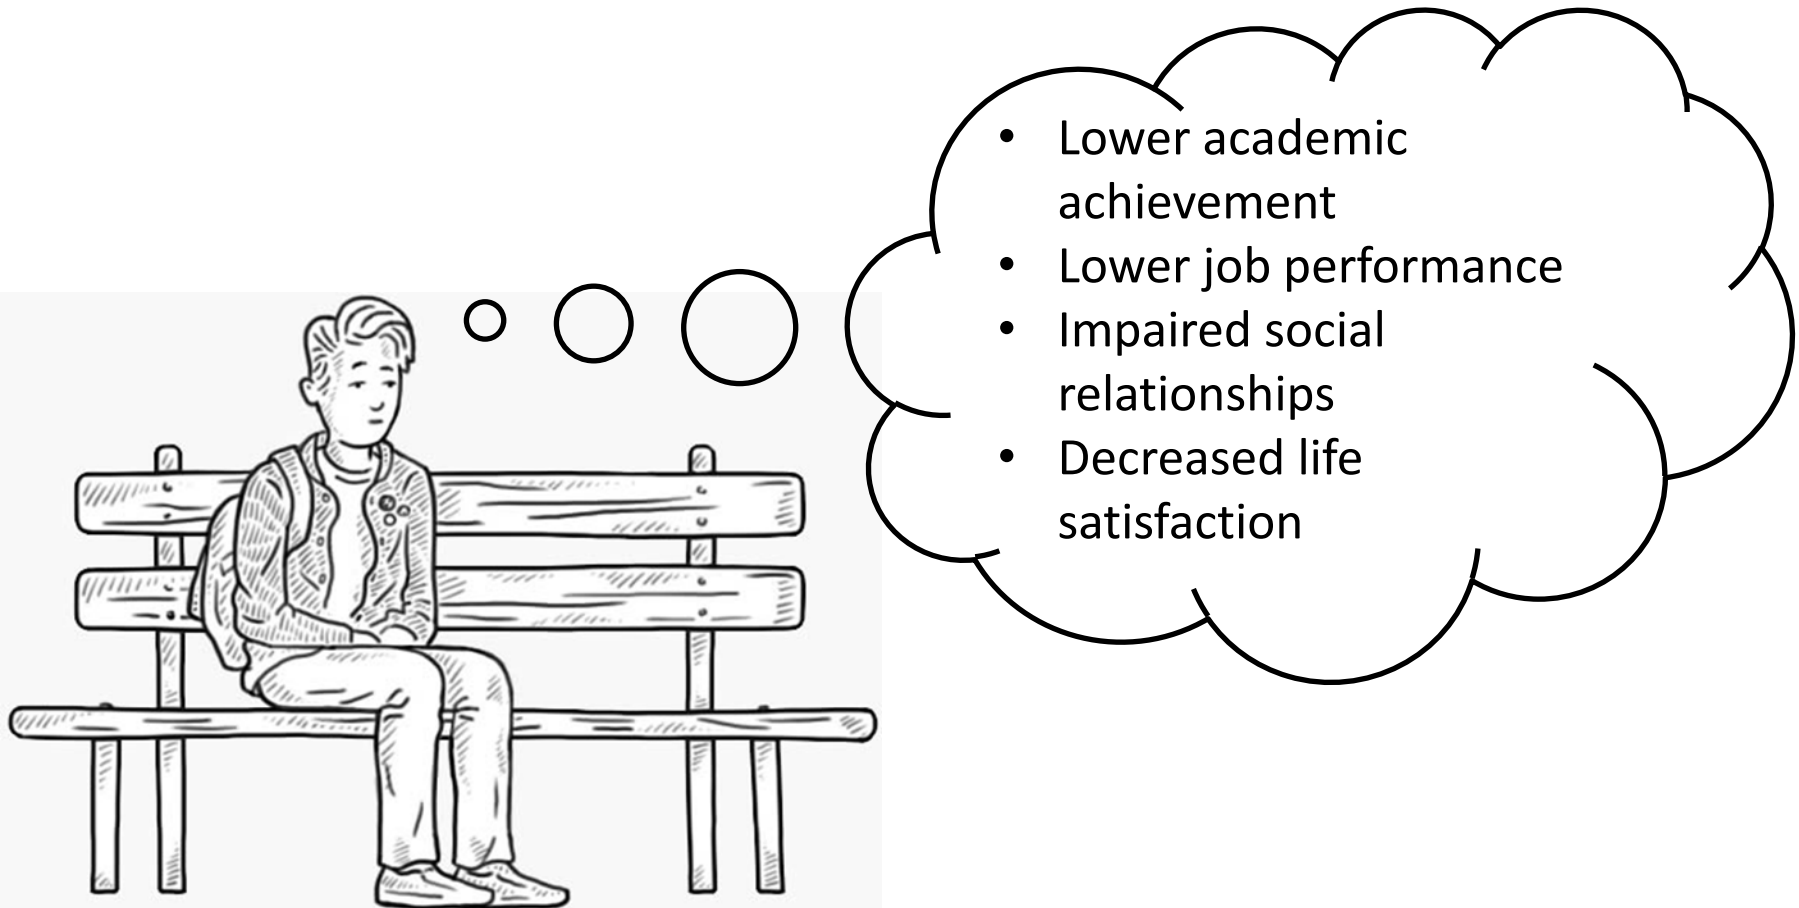 • Lower academic
achievement
• Lower job performance
• Impaired social
relationships
• Decreased life
satisfaction